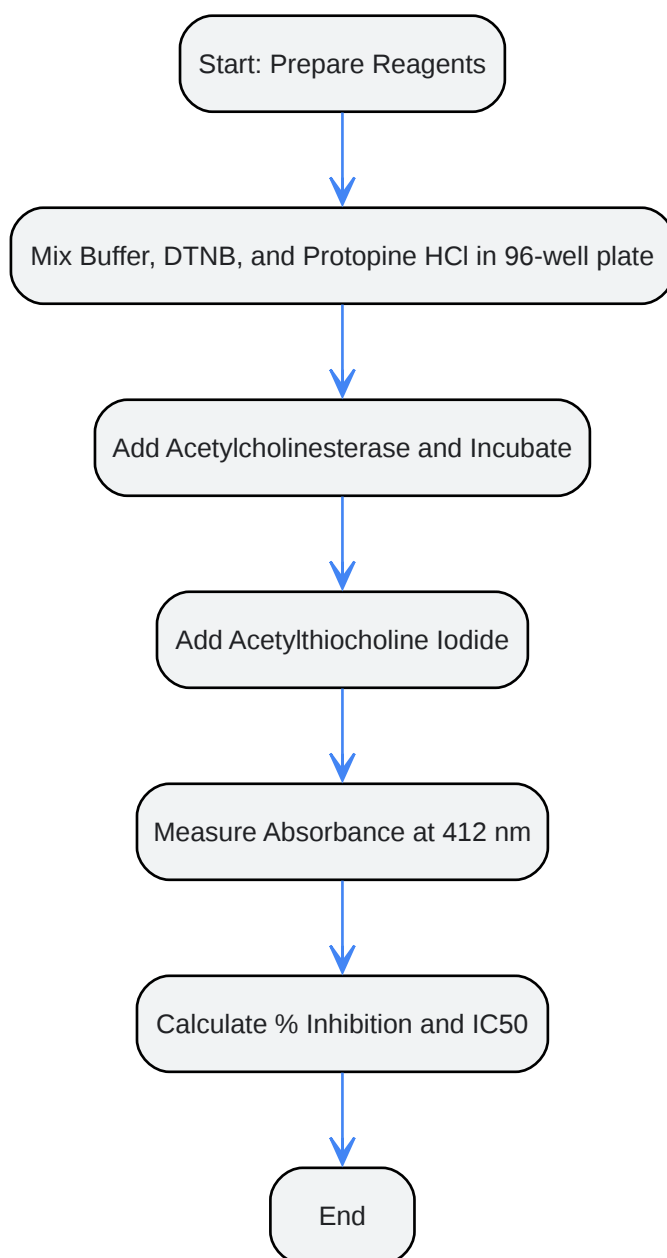 Start: Prepare Reagents
Mix Buffer, DTNB, and Protopine HCl in 96-well plate
Add Acetylcholinesterase and Incubate
Add Acetylthiocholine Iodide
Measure Absorbance at 412 nm
Calculate % Inhibition and IC50
End